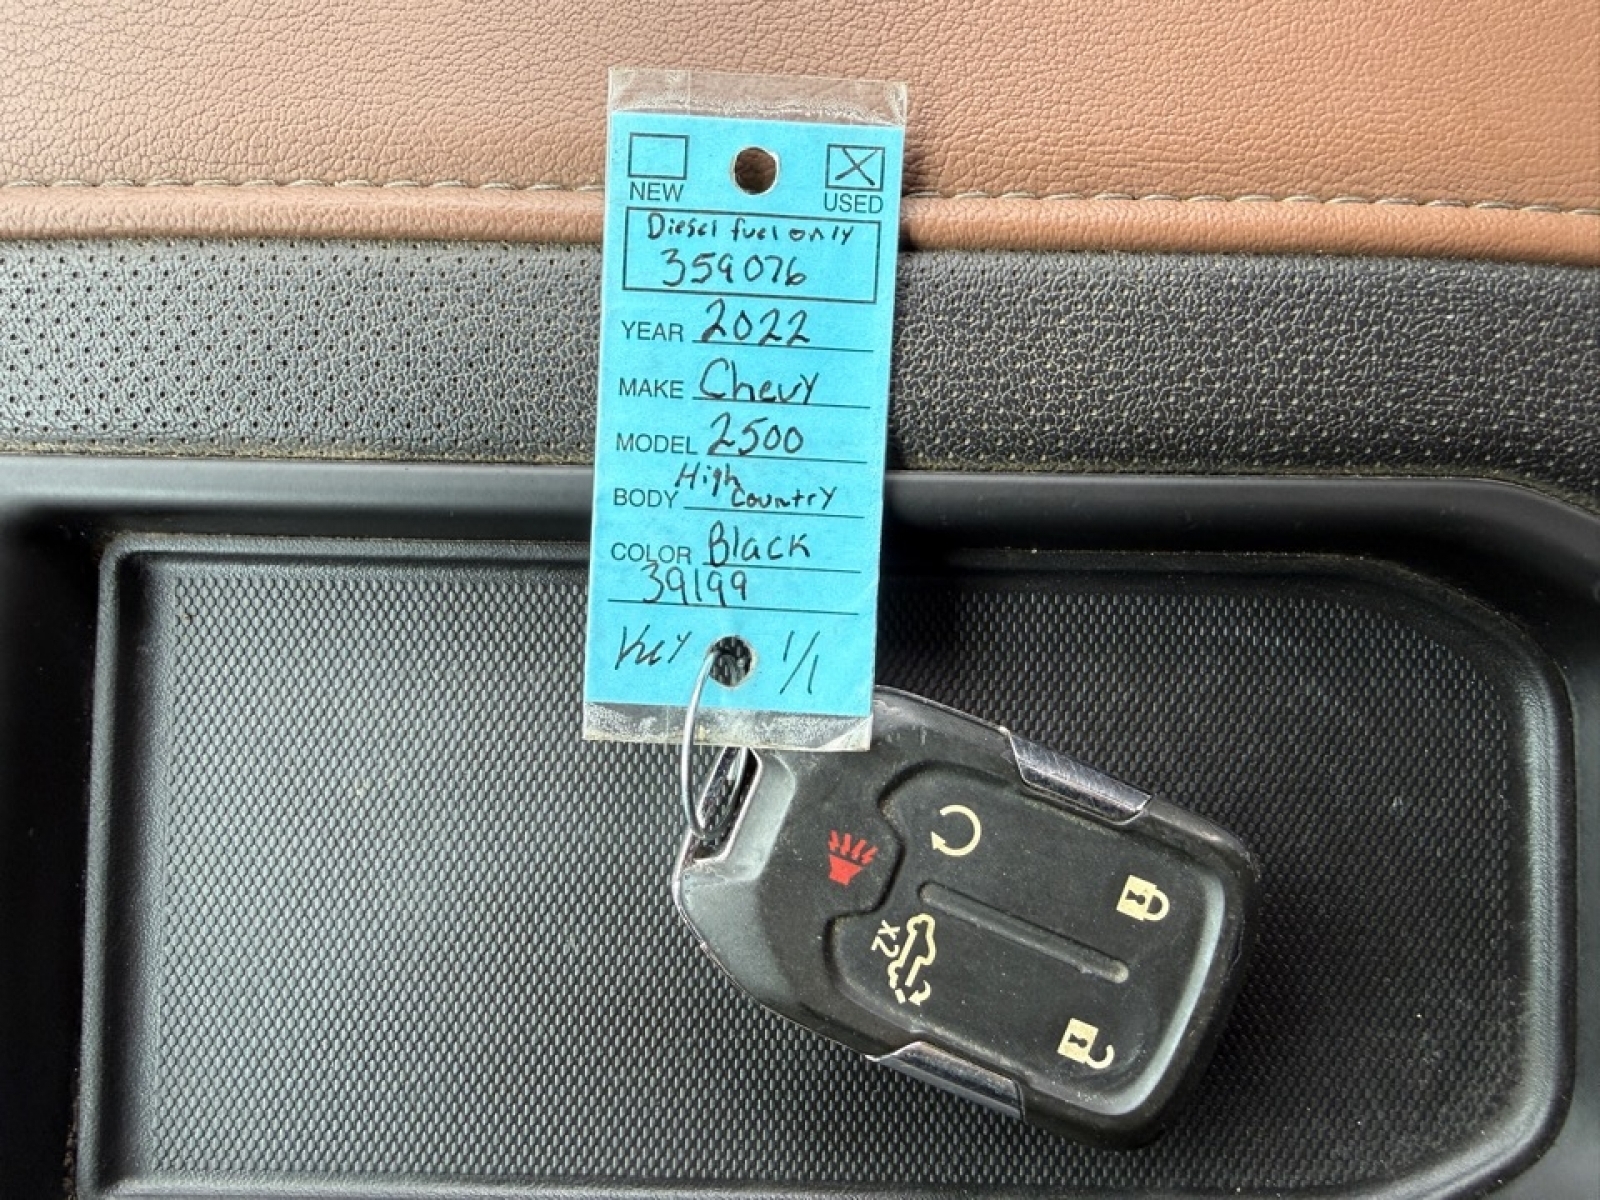 NEW USED
Diesel fuel only
359076
YEAR 2022
MAKE Chevy
MODEL 2500
BODY High Country
COLOR Black
39199
Key 1/1
X2